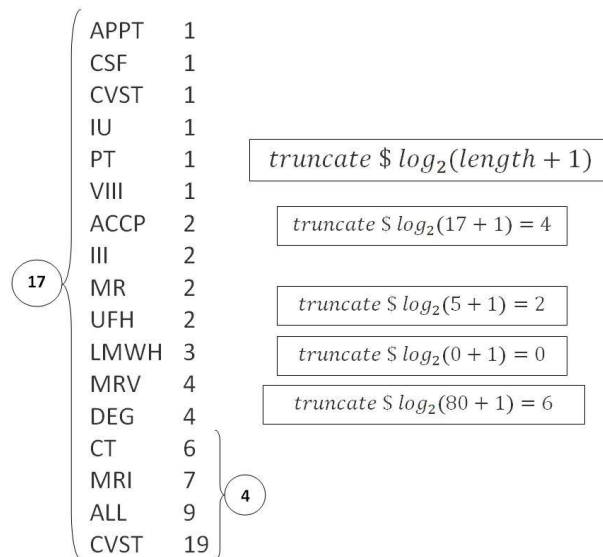 APPT 1
CSF 1
CVST 1
IU 1
PT 1
VIII 1
ACCP 2
III 2
MR 2
UFH 2
LMWH 3
MRV 4
DEG 4
CT 6
MRI 7
ALL 9
CVST 19
17
4
truncate $ log₂(length + 1)
truncate $ log₂(17 + 1) = 4
truncate $ log₂(5 + 1) = 2
truncate $ log₂(0 + 1) = 0
truncate $ log₂(80 + 1) = 6